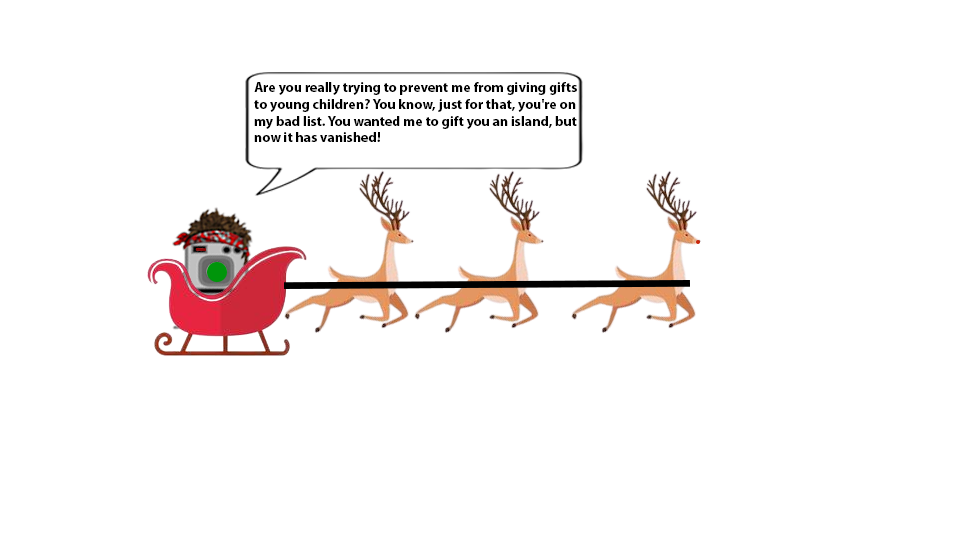 Are you really trying to prevent me from giving gifts
to young children? You know, just for that, you're on
my bad list. You wanted me to gift you an island, but
now it has vanished!